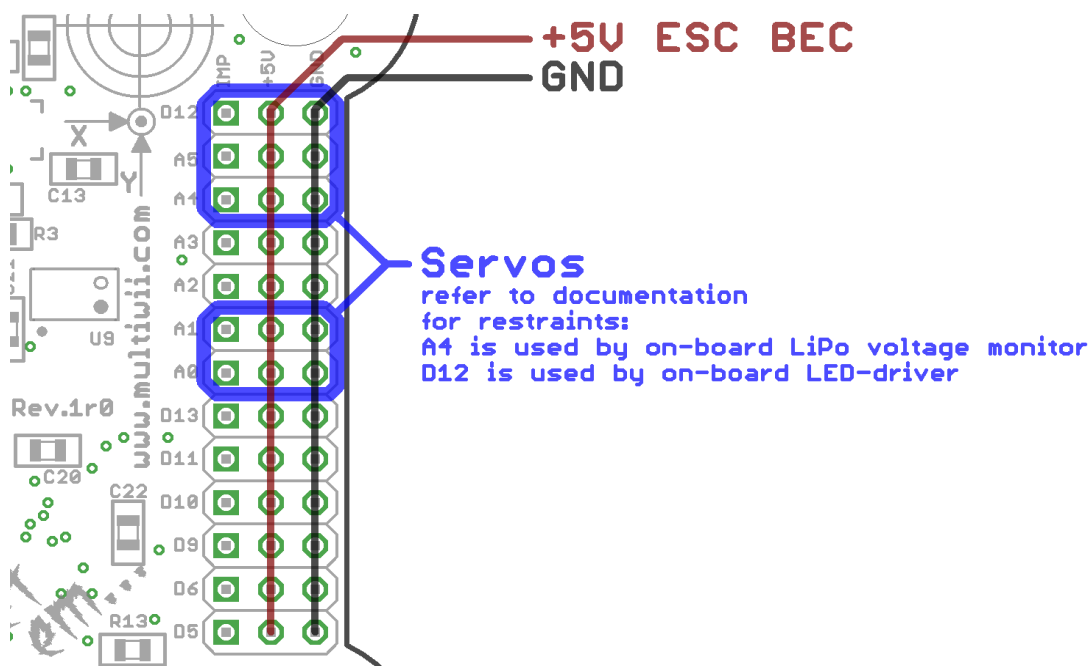 +5V ESC BEC
GND
IMP
+5V
GND
D12
X
A5
Y
C13
A4
R3
A3
A2
Servos
refer to documentation
for restraints:
A4 is used by on-board LiPo voltage monitor
D12 is used by on-board LED-driver
A1
U9
A0
www.multiwii.com
Rev.1r0
D13
D11
C20
C22
D10
D9
D6
R13
D5